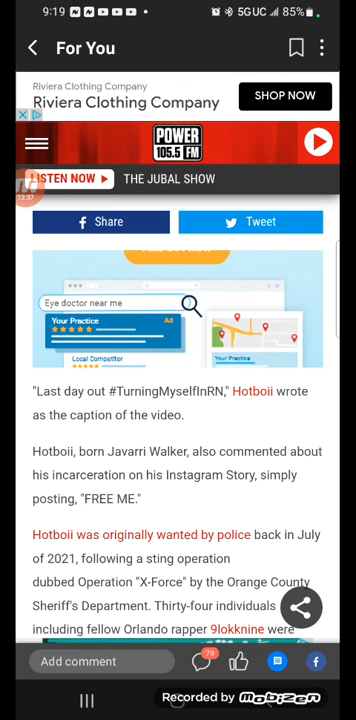 9:19
5GUC
85%
For You
Riviera Clothing Company
Riviera Clothing Company
SHOP NOW
POWER
105.5 FM
13:37
LISTEN NOW
THE JUBAL SHOW
Share
Tweet
Eye doctor near me
Your Practice
Ad
Local Competitor
Your Practice
"Last day out #TurningMyselfInRN," Hotboii wrote
as the caption of the video.
Hotboii, born Javarri Walker, also commented about
his incarceration on his Instagram Story, simply
posting, "FREE ME."
Hotboii was originally wanted by police back in July
of 2021, following a sting operation
dubbed Operation "X-Force" by the Orange County
Sheriff's Department. Thirty-four individuals
including fellow Orlando rapper 9lokknine were
Add comment
79
Recorded by mobizen